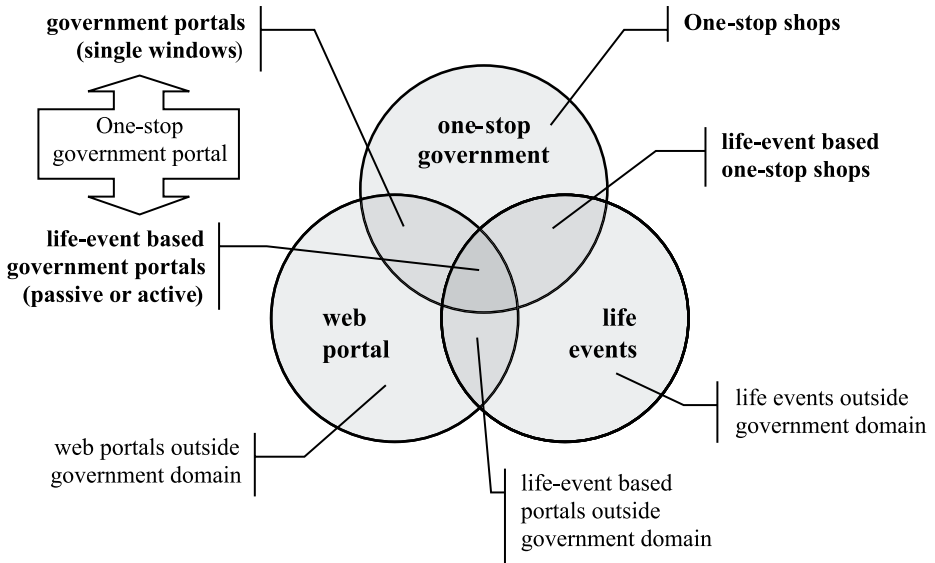 government portals
(single windows)
One-stop shops
One-stop
government portal
one-stop
government
life-event based
one-stop shops
life-event based
government portals
(passive or active)
web
portal
life
events
life events outside
government domain
web portals outside
government domain
life-event based
portals outside
government domain